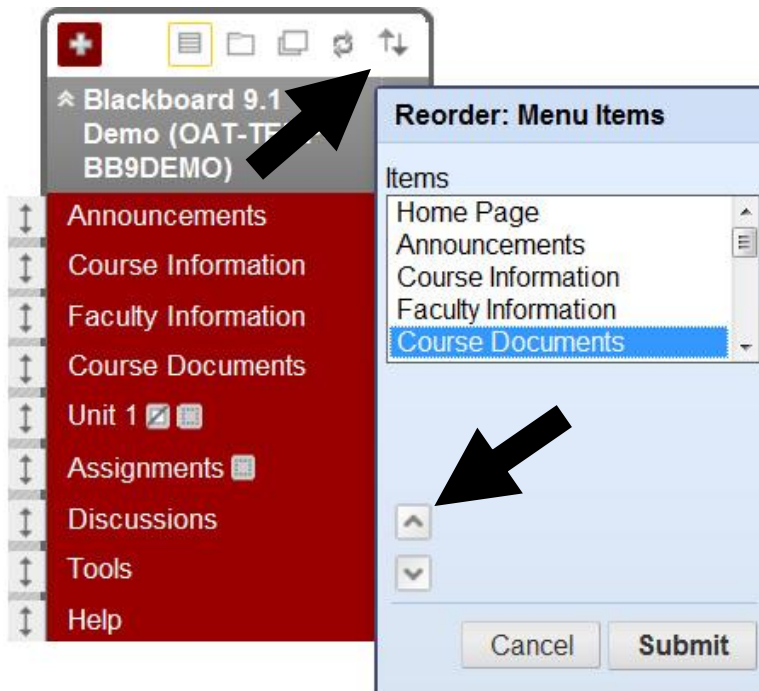 Blackboard 9.1
Demo (OAT-TE
BB9DEMO)
Announcements
Course Information
Faculty Information
Course Documents
Unit 1
Assignments
Discussions
Tools
Help
Reorder: Menu Items
Items
Home Page
Announcements
Course Information
Faculty Information
Course Documents
Cancel Submit